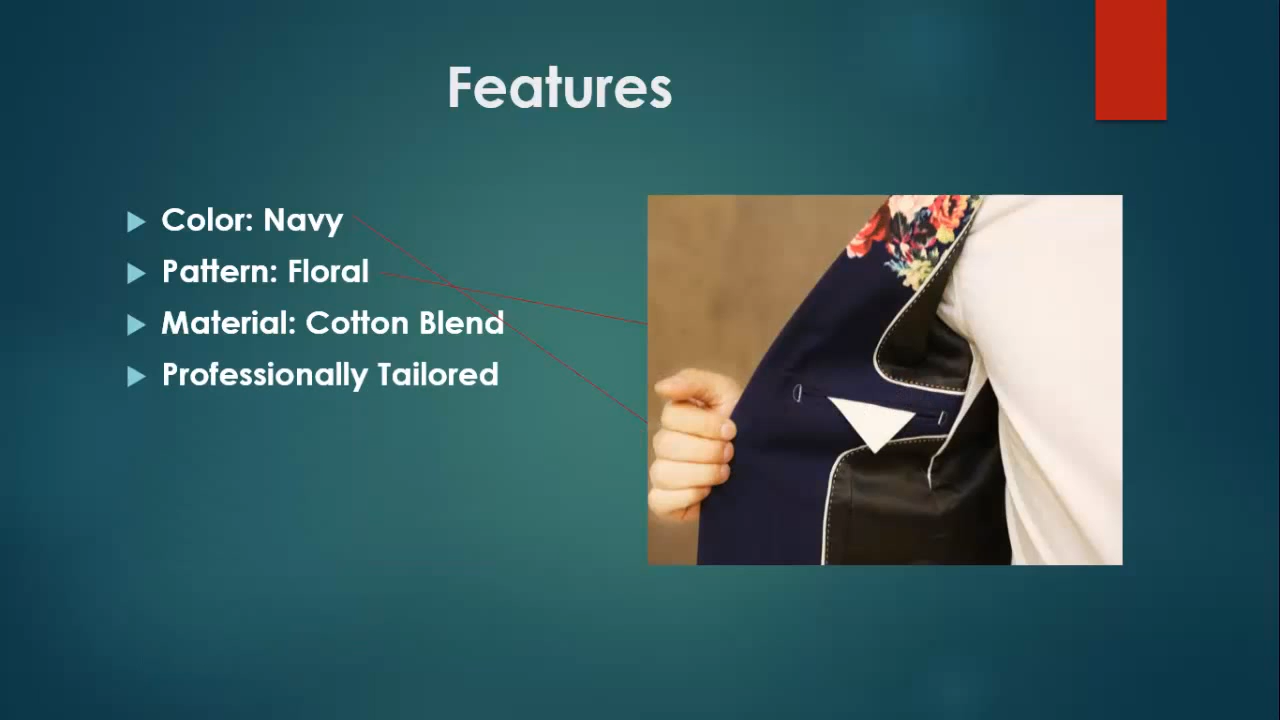 Features
Color: Navy
Pattern: Floral
Material: Cotton Blend
Professionally Tailored